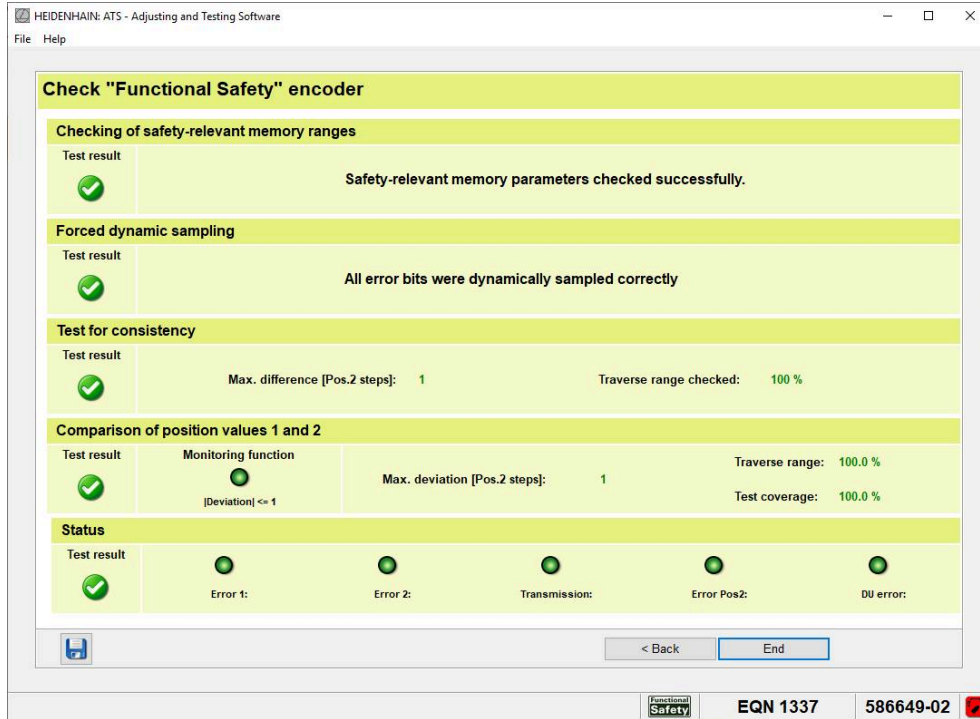 HEIDENHAIN: ATS - Adjusting and Testing Software
File Help
Check "Functional Safety" encoder
Checking of safety-relevant memory ranges
Test result
Safety-relevant memory parameters checked successfully.
Forced dynamic sampling
Test result
All error bits were dynamically sampled correctly
Test for consistency
Test result
Max. difference [Pos.2 steps]: 1
Traverse range checked: 100 %
Comparison of position values 1 and 2
Test result
Monitoring function
|Deviation| <= 1
Max. deviation [Pos.2 steps]: 1
Traverse range: 100.0 %
Test coverage: 100.0 %
Status
Test result
Error 1:
Error 2:
Transmission:
Error Pos2:
DU error:
< Back
End
Functional
Safety
EQN 1337
586649-02